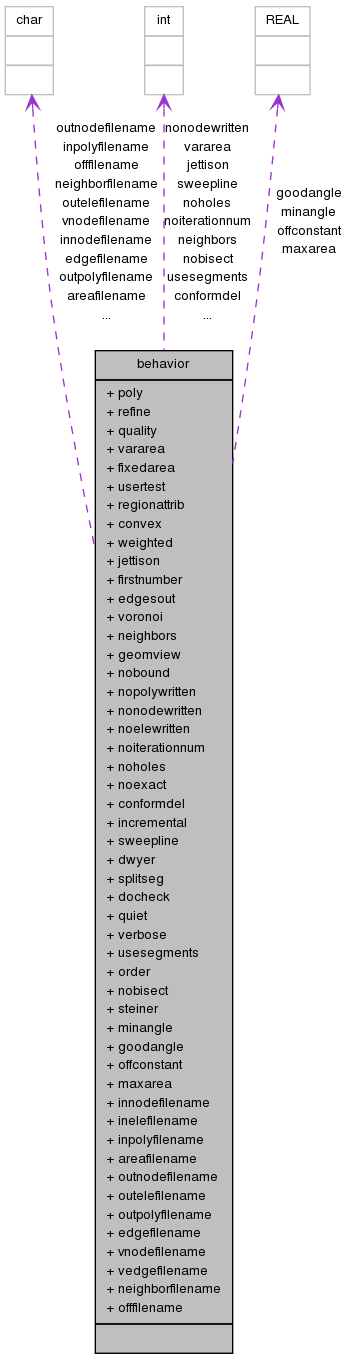 char
int
REAL
outnodefilename
inpolyfilename
offfilename
neighborfilename
outelefilename
vnodefilename
innodefilename
edgefilename
outpolyfilename
areafilename
...
nonodewritten
vararea
jettison
sweepline
noholes
noiterationnum
neighbors
nobisect
usesegments
conformdel
...
goodangle
minangle
offconstant
maxarea
behavior
+ poly
+ refine
+ quality
+ vararea
+ fixedarea
+ usertest
+ regionattrib
+ convex
+ weighted
+ jettison
+ firstnumber
+ edgesout
+ voronoi
+ neighbors
+ geomview
+ nobound
+ nopolywritten
+ nonodewritten
+ noelewritten
+ noiterationnum
+ noholes
+ noexact
+ conformdel
+ incremental
+ sweepline
+ dwyer
+ splitseg
+ docheck
+ quiet
+ verbose
+ usesegments
+ order
+ nobisect
+ steiner
+ minangle
+ goodangle
+ offconstant
+ maxarea
+ innodefilename
+ inelefilename
+ inpolyfilename
+ areafilename
+ outnodefilename
+ outelefilename
+ outpolyfilename
+ edgefilename
+ vnodefilename
+ vedgefilename
+ neighborfilename
+ offfilename